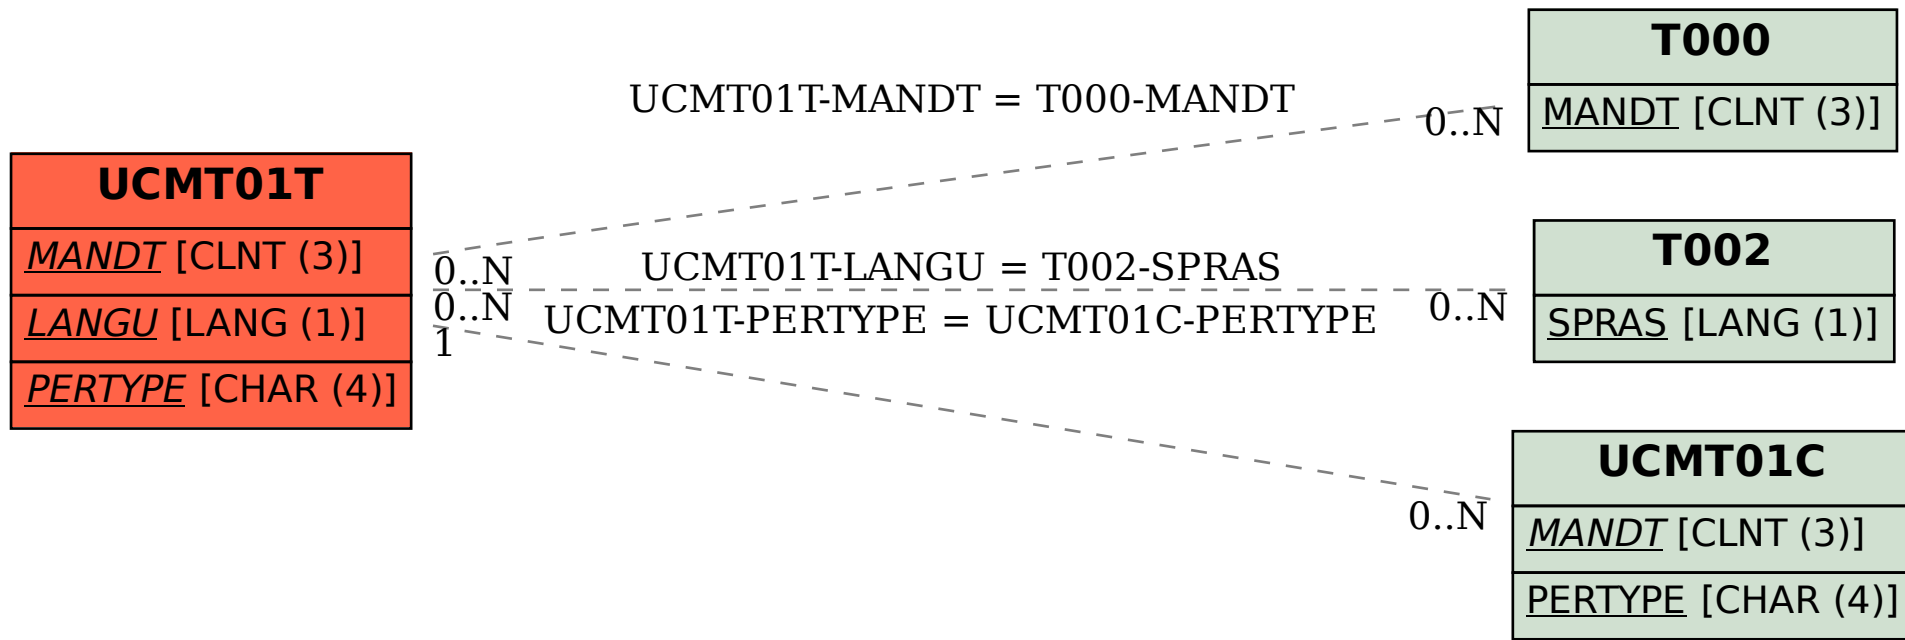 UCMT01T
MANDT [CLNT (3)]
LANGU [LANG (1)]
PERTYPE [CHAR (4)]
UCMT01T-MANDT = T000-MANDT
0..N
0..N
UCMT01T-LANGU = T002-SPRAS
0..N
0..N
UCMT01T-PERTYPE = UCMT01C-PERTYPE
1
0..N
T000
MANDT [CLNT (3)]
T002
SPRAS [LANG (1)]
UCMT01C
MANDT [CLNT (3)]
PERTYPE [CHAR (4)]